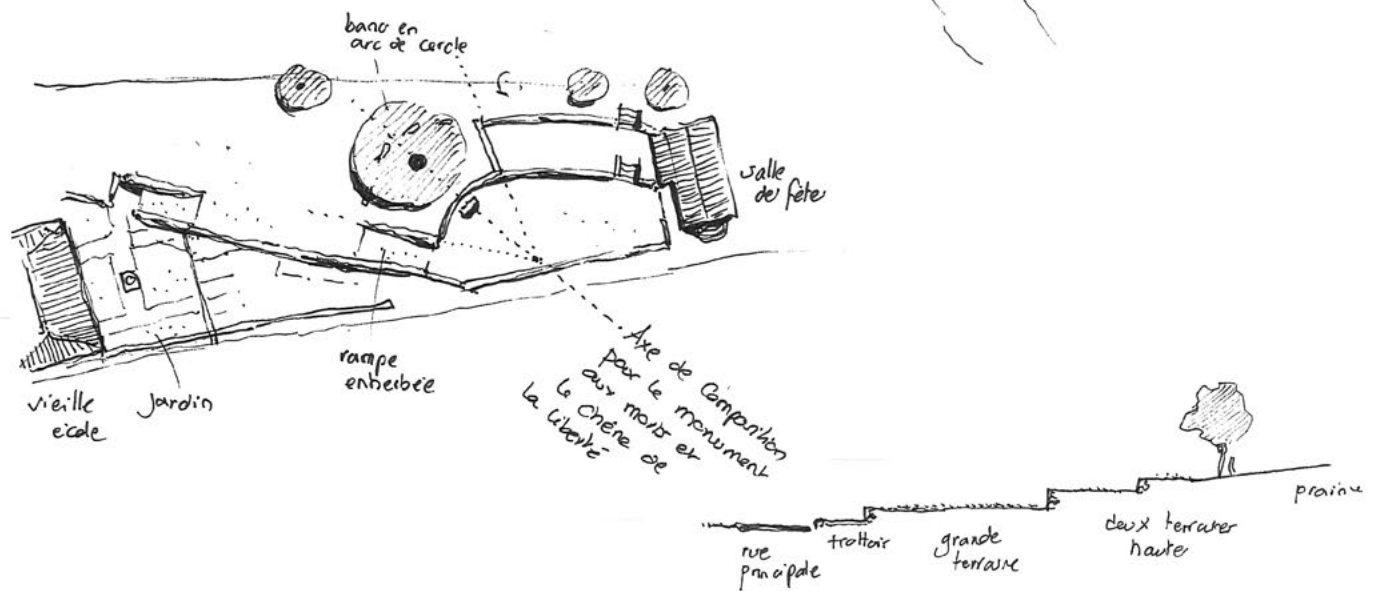 banc en
arc de cercle
salle
de fête
vieille
école
Jardin
rampe
enherbée
Axe de Composition
pour le monument
aux morts et
le chêne de
la liberté
rue
principale
trottoir
grande
terrasse
deux terrasses
hautes
prairie